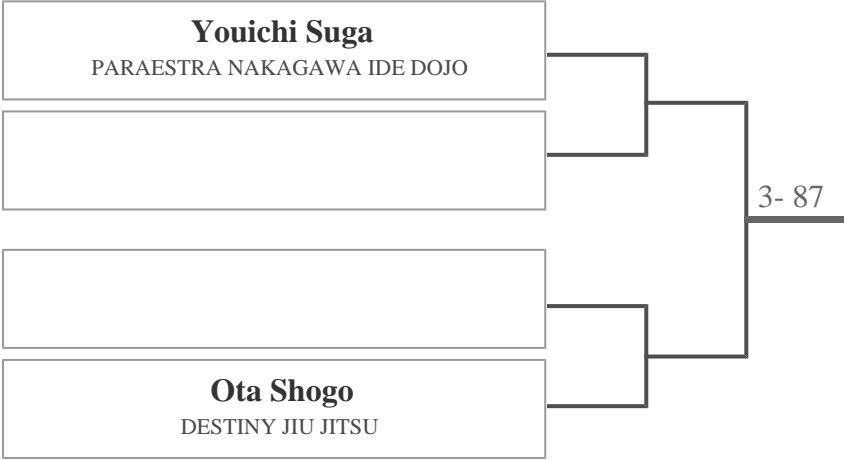 Youichi Suga
PARAESTRA NAKAGAWA IDE DOJO
3- 87
Ota Shogo
DESTINY JIU JITSU